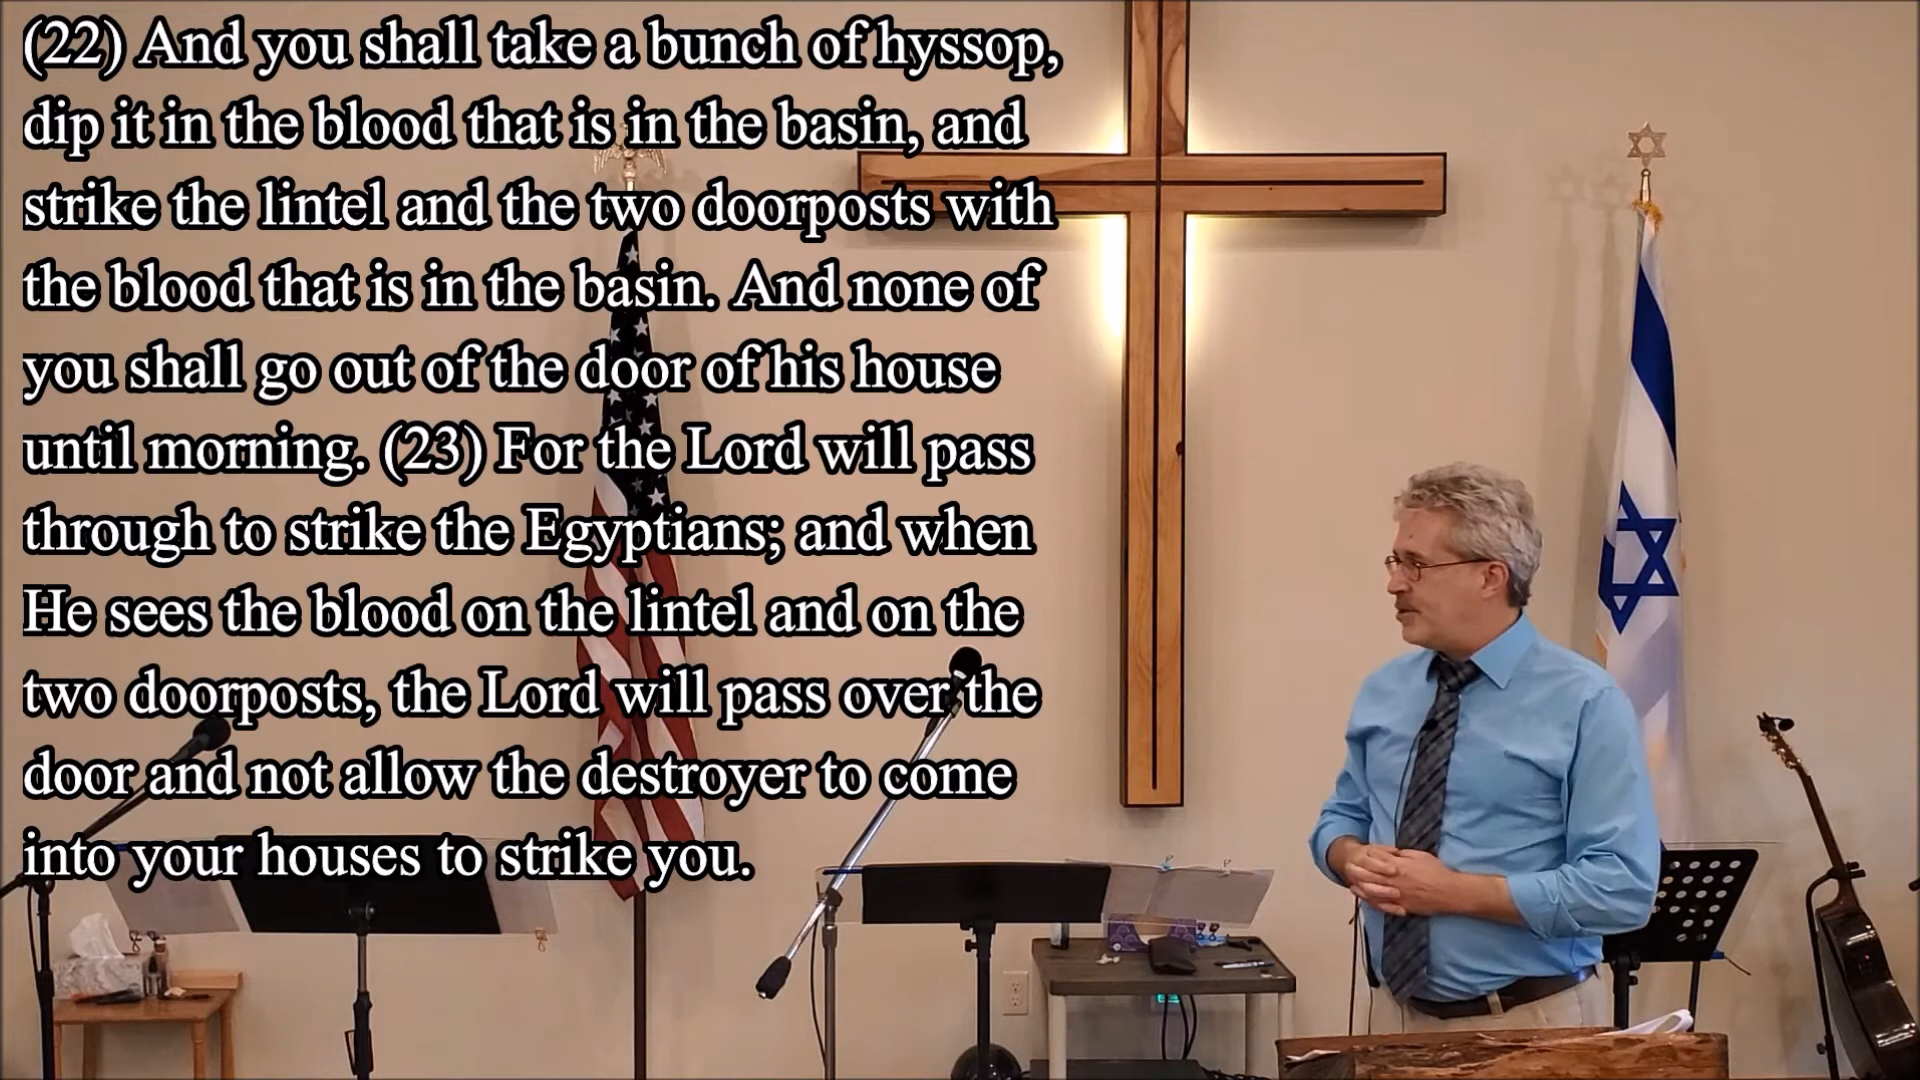 (22) And you shall take a bunch of hyssop,
dip it in the blood that is in the basin, and
strike the lintel and the two doorposts with
the blood that is in the basin. And none of
you shall go out of the door of his house
until morning. (23) For the Lord will pass
through to strike the Egyptians; and when
He sees the blood on the lintel and on the
two doorposts, the Lord will pass over the
door and not allow the destroyer to come
into your houses to strike you.